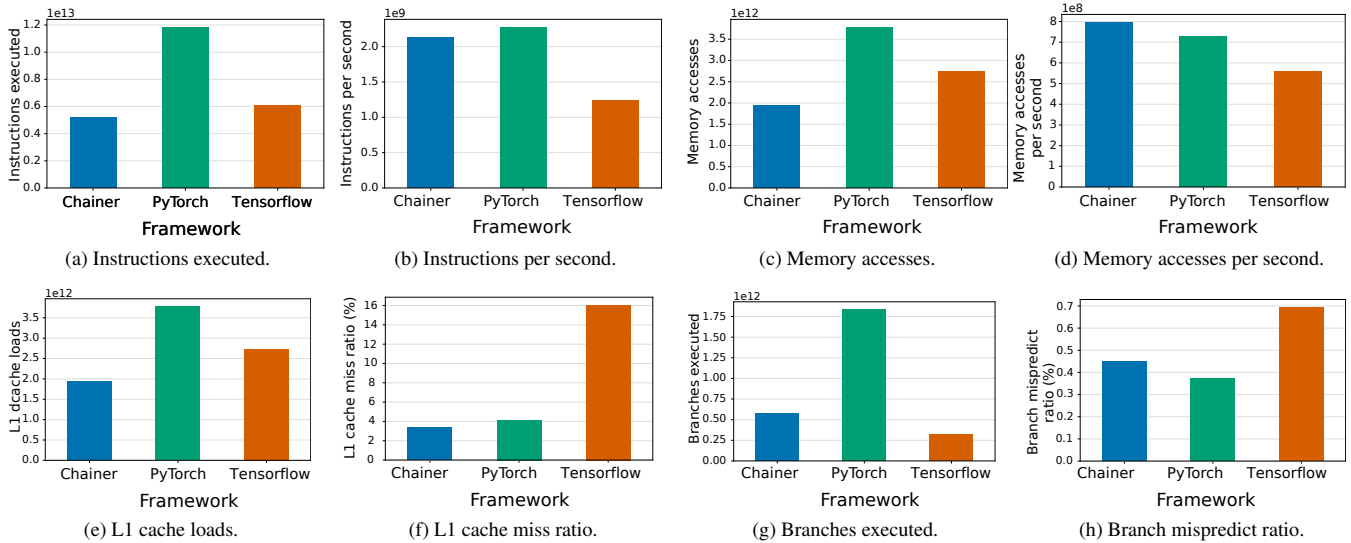 1e13
Instructions executed
1.2
1.0
0.8
0.6
0.4
0.2
0.0
Chainer PyTorch Tensorflow
Framework
(a) Instructions executed.
1e9
Instructions per second
2.0
1.5
1.0
0.5
0.0
Chainer PyTorch Tensorflow
Framework
(b) Instructions per second.
1e12
Memory accesses
3.5
3.0
2.5
2.0
1.5
1.0
0.5
0.0
Chainer PyTorch Tensorflow
Framework
(c) Memory accesses.
1e8
Memory accesses
per second
8
7
6
5
4
3
2
1
0
Chainer PyTorch Tensorflow
Framework
(d) Memory accesses per second.
1e12
L1 dcache loads
3.5
3.0
2.5
2.0
1.5
1.0
0.5
0.0
Chainer PyTorch Tensorflow
Framework
(e) L1 cache loads.
L1 cache miss ratio (%)
16
14
12
10
8
6
4
2
0
Chainer PyTorch Tensorflow
Framework
(f) L1 cache miss ratio.
1e12
Branches executed
1.75
1.50
1.25
1.00
0.75
0.50
0.25
0.00
Chainer PyTorch Tensorflow
Framework
(g) Branches executed.
Branch mispredict
ratio (%)
0.7
0.6
0.5
0.4
0.3
0.2
0.1
0.0
Chainer PyTorch Tensorflow
Framework
(h) Branch mispredict ratio.